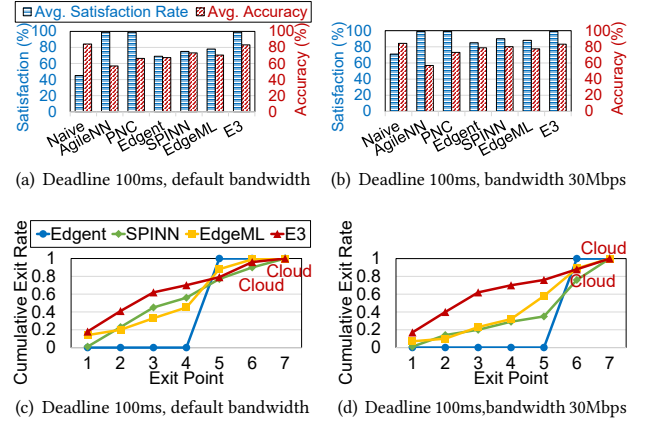 Avg. Satisfaction Rate Avg. Accuracy
Satisfaction (%)
100
80
60
40
20
0
100
80
60
40
20
0
Accuracy (%)
Naive
AgileNN
PNC
Edgent
SPINN
EdgeML
E3
(a) Deadline 100ms, default bandwidth
Satisfaction (%)
100
80
60
40
20
0
100
80
60
40
20
0
Accuracy (%)
Naive
AgileNN
PNC
Edgent
SPINN
EdgeML
E3
(b) Deadline 100ms, bandwidth 30Mbps
Edgent SPINN EdgeML E3
Cumulative Exit Rate
1
0.8
0.6
0.4
0.2
0
Cloud
Cloud
1 2 3 4 5 6 7
Exit Point
(c) Deadline 100ms, default bandwidth
Cumulative Exit Rate
1
0.8
0.6
0.4
0.2
0
Cloud
Cloud
1 2 3 4 5 6 7
Exit Point
(d) Deadline 100ms,bandwidth 30Mbps